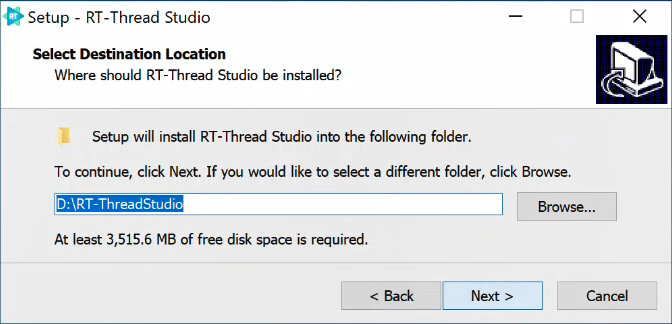 RT Setup - RT-Thread Studio
Select Destination Location
Where should RT-Thread Studio be installed?
Setup will install RT-Thread Studio into the following folder.
To continue, click Next. If you would like to select a different folder, click Browse.
D:\RT-ThreadStudio
Browse...
At least 3,515.6 MB of free disk space is required.
< Back
Next >
Cancel